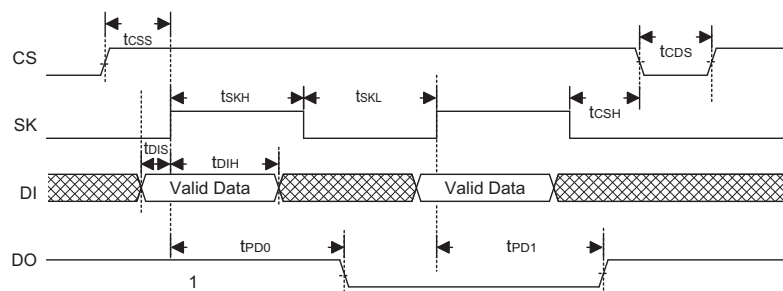 tCSS
CS
tCDS
tSKH
tSKL
tCSH
SK
tDIS
tDIH
DI
Valid Data
Valid Data
tPD0
tPD1
DO
1